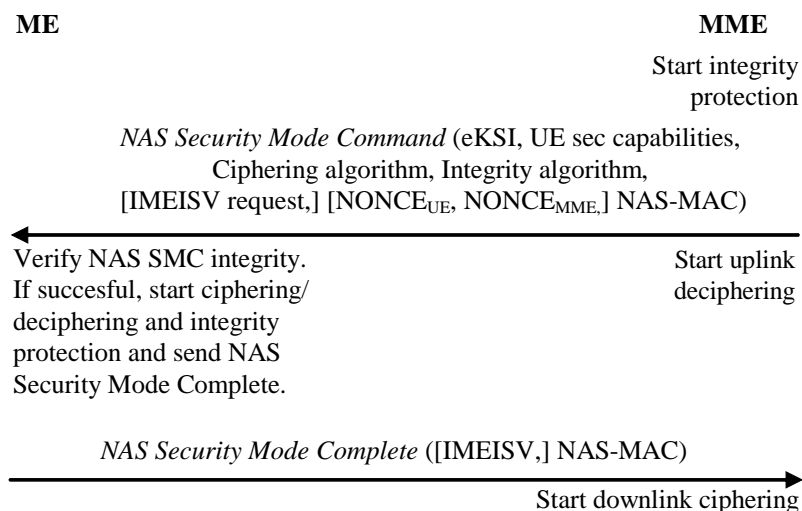 ME MME
Start integrity
protection
NAS Security Mode Command (eKSI, UE sec capabilities,
Ciphering algorithm, Integrity algorithm,
[IMEISV request,] [NONCEUE, NONCEMME,] NAS-MAC)
Verify NAS SMC integrity.
If succesful, start ciphering/
deciphering and integrity
protection and send NAS
Security Mode Complete.
Start uplink
deciphering
NAS Security Mode Complete ([IMEISV,] NAS-MAC)
Start downlink ciphering